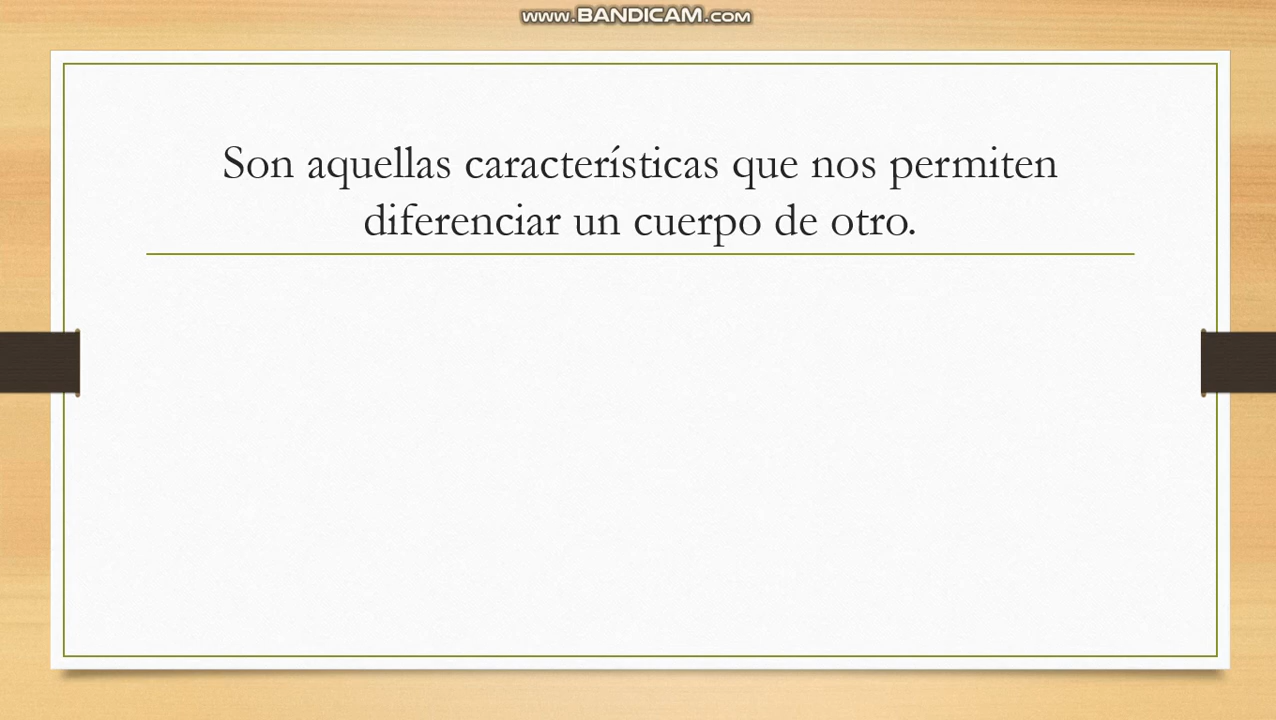 www.BANDICAM.com
Son aquellas características que nos permiten
diferenciar un cuerpo de otro.